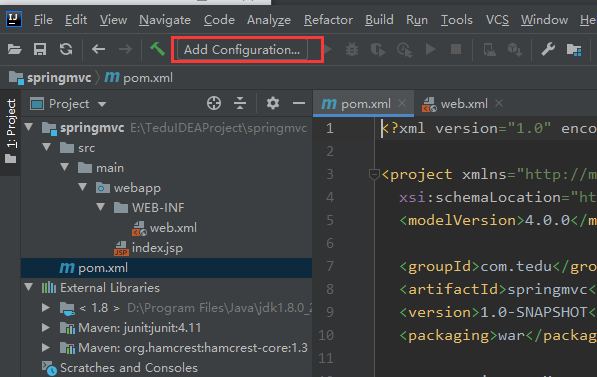 IJ File Edit View Navigate Code Analyze Refactor Build Run Tools VCS Window He
Add Configuration...
springmvc pom.xml
1: Project
Project
pom.xml
web.xml
springmvc E:\TeduIDEAProject\springmvc
src
main
webapp
WEB-INF
web.xml
index.jsp
pom.xml
External Libraries
< 1.8 > D:\Program Files\Java\jdk1.8.0_2
Maven: junit:junit:4.11
Maven: org.hamcrest:hamcrest-core:1.3
Scratches and Consoles
1 <?xml version="1.0" enco
2
3 <project xmlns="http://m
4 xsi:schemaLocation="ht
5 <modelVersion>4.0.0</m
6
7 <groupId>com.tedu</gro
8 <artifactId>springmvc<
9 <version>1.0-SNAPSHOT<
10 <packaging>war</packag
11